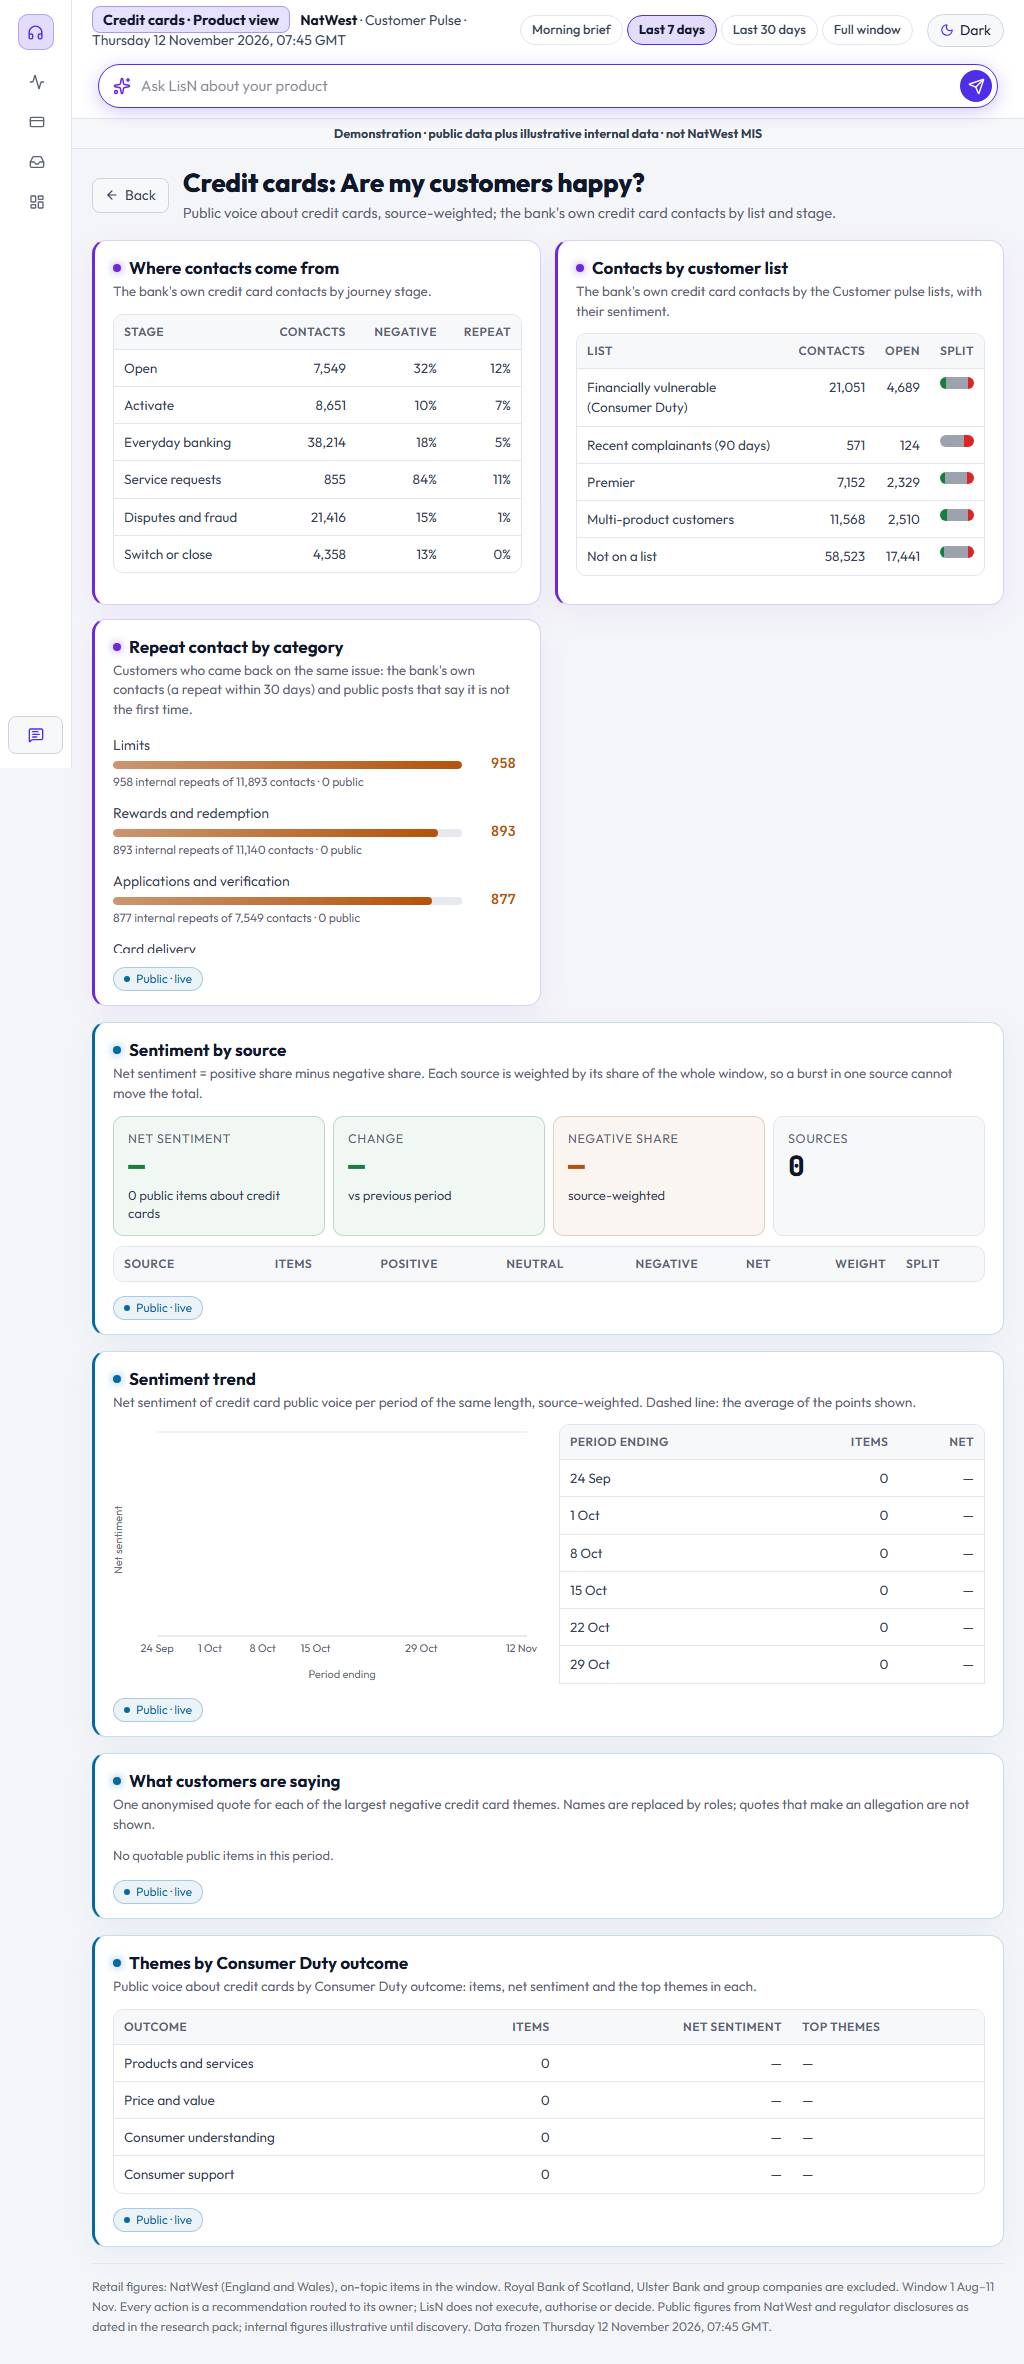 Credit cards · Product view NatWest · Customer Pulse ·
Thursday 12 November 2026, 07:45 GMT
Morning brief
Last 7 days
Last 30 days
Full window
Dark
Ask LisN about your product
Demonstration · public data plus illustrative internal data · not NatWest MIS
Back
Credit cards: Are my customers happy?
Public voice about credit cards, source-weighted; the bank's own credit card contacts by list and stage.
Where contacts come from
The bank's own credit card contacts by journey stage.
STAGE CONTACTS NEGATIVE REPEAT
Open 7,549 32% 12%
Activate 8,651 10% 7%
Everyday banking 38,214 18% 5%
Service requests 855 84% 11%
Disputes and fraud 21,416 15% 1%
Switch or close 4,358 13% 0%
Contacts by customer list
The bank's own credit card contacts by the Customer pulse lists, with
their sentiment.
LIST CONTACTS OPEN SPLIT
Financially vulnerable 21,051 4,689
(Consumer Duty)
Recent complainants (90 days) 571 124
Premier 7,152 2,329
Multi-product customers 11,568 2,510
Not on a list 58,523 17,441
Repeat contact by category
Customers who came back on the same issue: the bank's own
contacts (a repeat within 30 days) and public posts that say it is not
the first time.
Limits
958
958 internal repeats of 11,893 contacts · 0 public
Rewards and redemption
893
893 internal repeats of 11,140 contacts · 0 public
Applications and verification
877
877 internal repeats of 7,549 contacts · 0 public
Card delivery
Public · live
Sentiment by source
Net sentiment = positive share minus negative share. Each source is weighted by its share of the whole window, so a burst in one source cannot
move the total.
NET SENTIMENT
—
0 public items about credit
cards
CHANGE
—
vs previous period
NEGATIVE SHARE
—
source-weighted
SOURCES
0
SOURCE ITEMS POSITIVE NEUTRAL NEGATIVE NET WEIGHT SPLIT
Public · live
Sentiment trend
Net sentiment of credit card public voice per period of the same length, source-weighted. Dashed line: the average of the points shown.
Net sentiment
24 Sep 1 Oct 8 Oct 15 Oct 29 Oct 12 Nov
Period ending
PERIOD ENDING ITEMS NET
24 Sep 0 —
1 Oct 0 —
8 Oct 0 —
15 Oct 0 —
22 Oct 0 —
29 Oct 0 —
Public · live
What customers are saying
One anonymised quote for each of the largest negative credit card themes. Names are replaced by roles; quotes that make an allegation are not
shown.
No quotable public items in this period.
Public · live
Themes by Consumer Duty outcome
Public voice about credit cards by Consumer Duty outcome: items, net sentiment and the top themes in each.
OUTCOME ITEMS NET SENTIMENT TOP THEMES
Products and services 0 — —
Price and value 0 — —
Consumer understanding 0 — —
Consumer support 0 — —
Public · live
Retail figures: NatWest (England and Wales), on-topic items in the window. Royal Bank of Scotland, Ulster Bank and group companies are excluded. Window 1 Aug–11
Nov. Every action is a recommendation routed to its owner; LisN does not execute, authorise or decide. Public figures from NatWest and regulator disclosures as
dated in the research pack; internal figures illustrative until discovery. Data frozen Thursday 12 November 2026, 07:45 GMT.